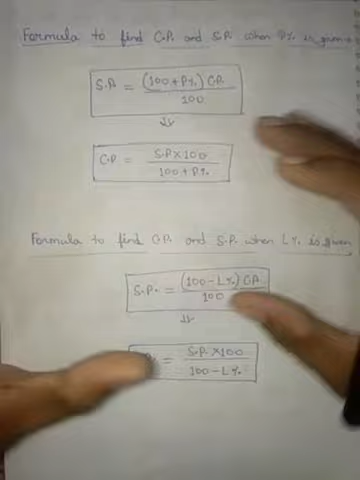 Formula to find C.P. and S.P. when P% is given
S.P. = (100 + P%) C.P.
100
C.P = S.P × 100
100 + P%
Formula to find C.P. and S.P. when L% is given
S.P. = (100 - L%) C.P.
100
= S.P. × 100
100 - L%